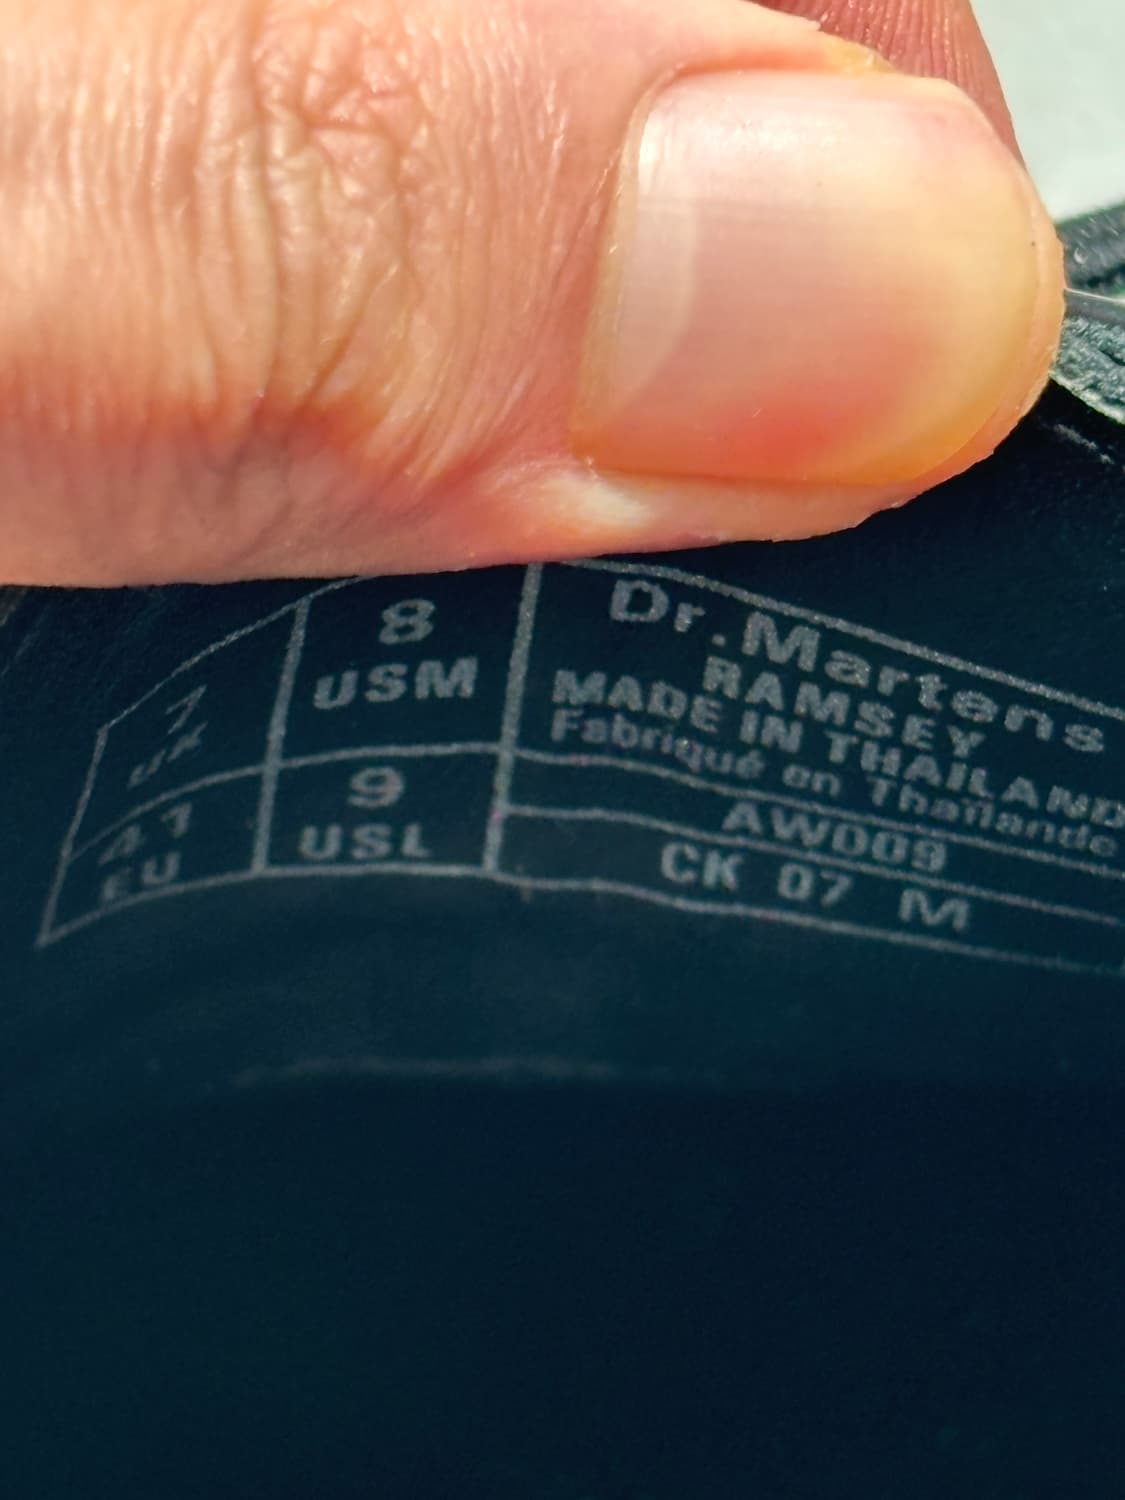 7
UK
8
USM
41
EU
9
USL
Dr.Martens
RAMSEY
MADE IN THAILAND
Fabriqué en Thaïlande
AW009
CK 07 M